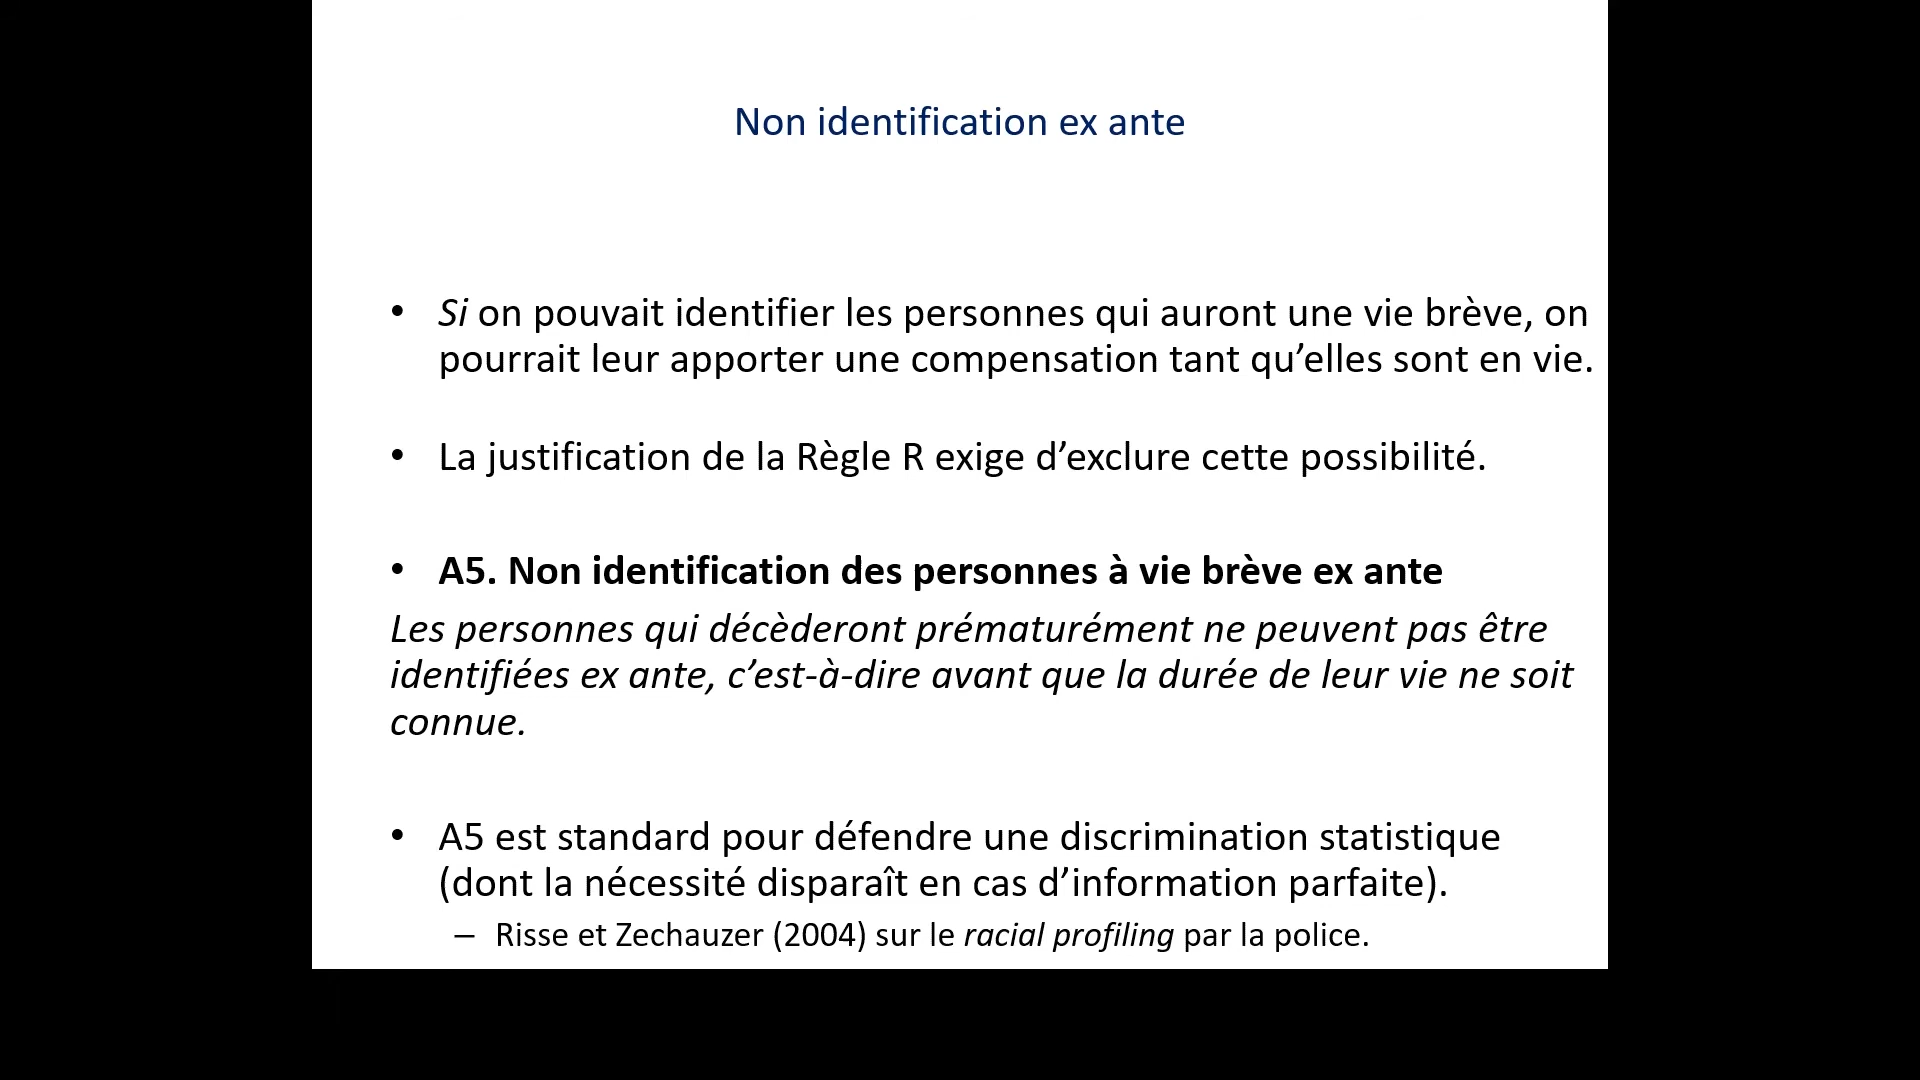 Non identification ex ante
• Si on pouvait identifier les personnes qui auront une vie brève, on
pourrait leur apporter une compensation tant qu’elles sont en vie.
• La justification de la Règle R exige d’exclure cette possibilité.
• A5. Non identification des personnes à vie brève ex ante
Les personnes qui décèderont prématurément ne peuvent pas être
identifiées ex ante, c’est-à-dire avant que la durée de leur vie ne soit
connue.
• A5 est standard pour défendre une discrimination statistique
(dont la nécessité disparaît en cas d’information parfaite).
– Risse et Zechauzer (2004) sur le racial profiling par la police.